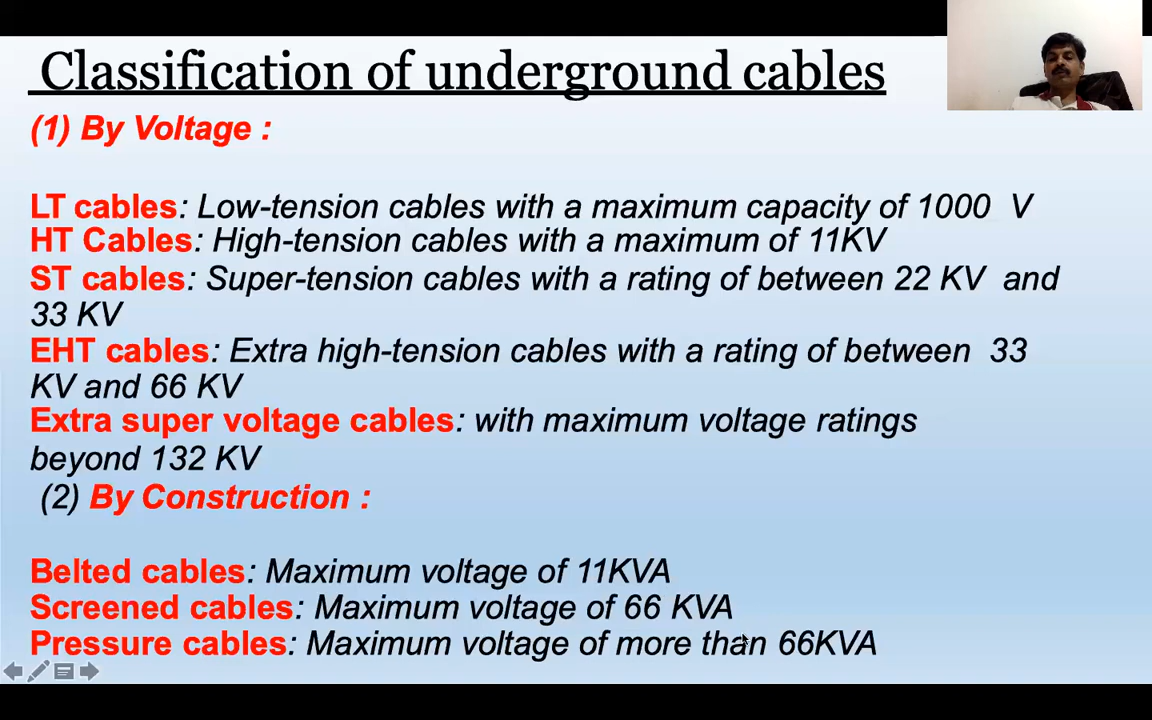 Classification of underground cables
(1) By Voltage :
LT cables: Low-tension cables with a maximum capacity of 1000 V
HT Cables: High-tension cables with a maximum of 11KV
ST cables: Super-tension cables with a rating of between 22 KV and
33 KV
EHT cables: Extra high-tension cables with a rating of between 33
KV and 66 KV
Extra super voltage cables: with maximum voltage ratings
beyond 132 KV
(2) By Construction :
Belted cables: Maximum voltage of 11KVA
Screened cables: Maximum voltage of 66 KVA
Pressure cables: Maximum voltage of more than 66KVA